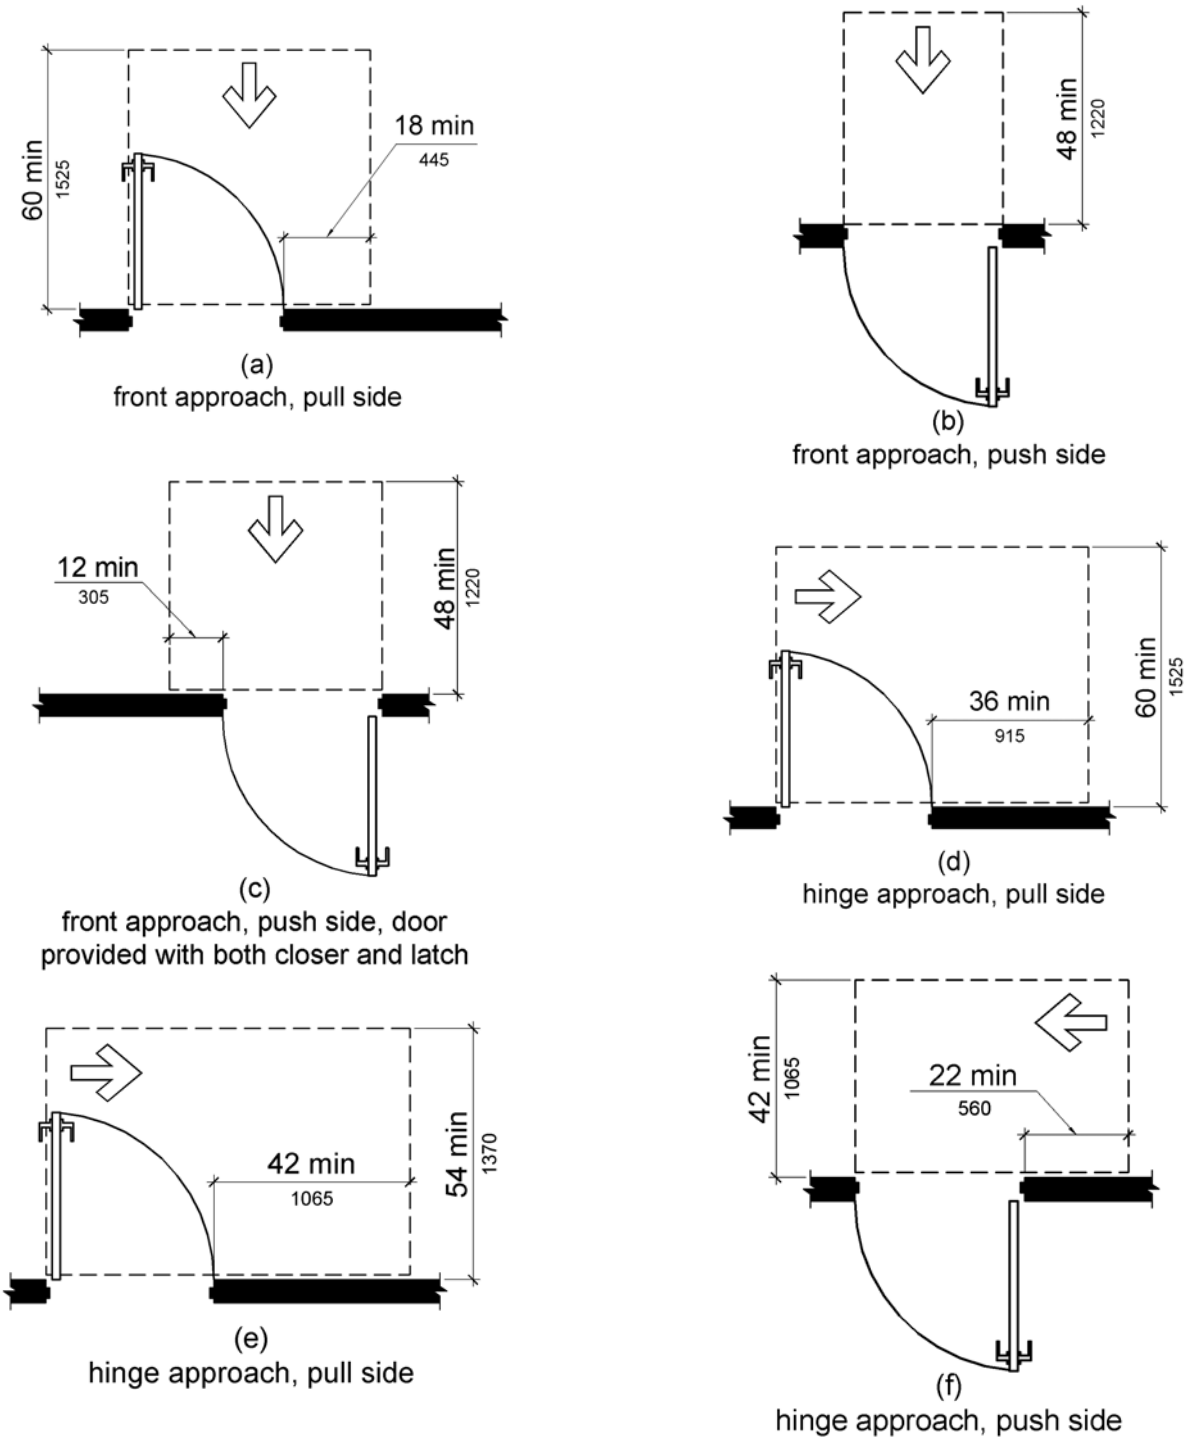 60 min
1525
18 min
445
(a)
front approach, pull side
48 min
1220
(b)
front approach, push side
12 min
305
48 min
1220
(c)
front approach, push side, door
provided with both closer and latch
36 min
915
60 min
1525
(d)
hinge approach, pull side
42 min
1065
54 min
1370
(e)
hinge approach, pull side
42 min
1065
22 min
560
(f)
hinge approach, push side